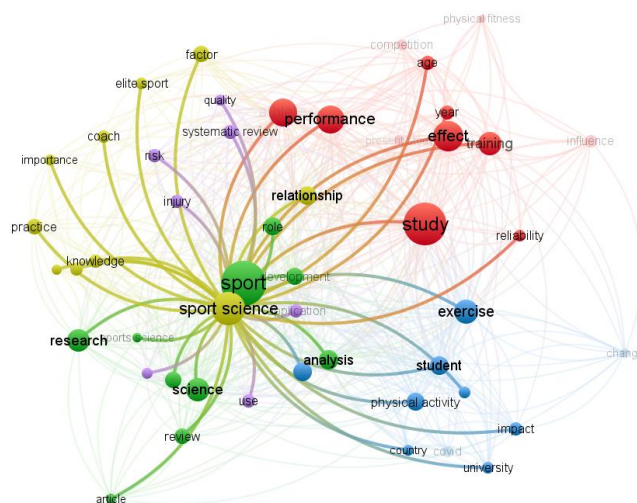 physical fitness
competition
factor
age
elite sport
quality
year
performance
coach
systematic review
effect
training
influence
importance
risk
relationship
injury
study
practice
role
reliability
knowledge
sport
development
sport science
exercise
research
sports science
analysis
change
student
science
use
physical activity
impact
review
country
covid
university
article